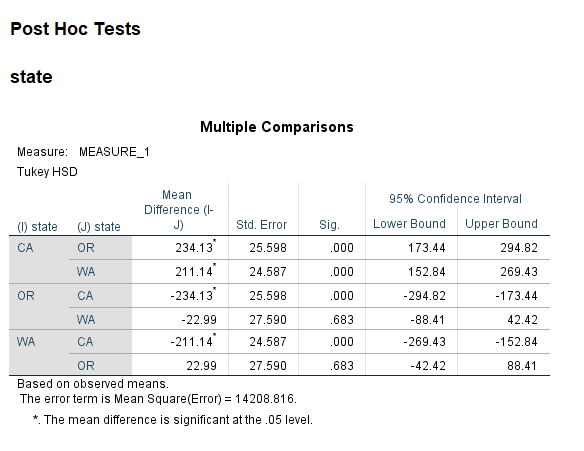 Post Hoc Tests
state
Multiple Comparisons
Measure: MEASURE_1
Tukey HSD
Mean
Difference (I-
95% Confidence Interval
(I) state (J) state J) Std. Error Sig. Lower Bound Upper Bound
CA OR 234.13* 25.598 .000 173.44 294.82
WA 211.14* 24.587 .000 152.84 269.43
OR CA -234.13* 25.598 .000 -294.82 -173.44
WA -22.99 27.590 .683 -88.41 42.42
WA CA -211.14* 24.587 .000 -269.43 -152.84
OR 22.99 27.590 .683 -42.42 88.41
Based on observed means.
The error term is Mean Square(Error) = 14208.816.
*. The mean difference is significant at the .05 level.